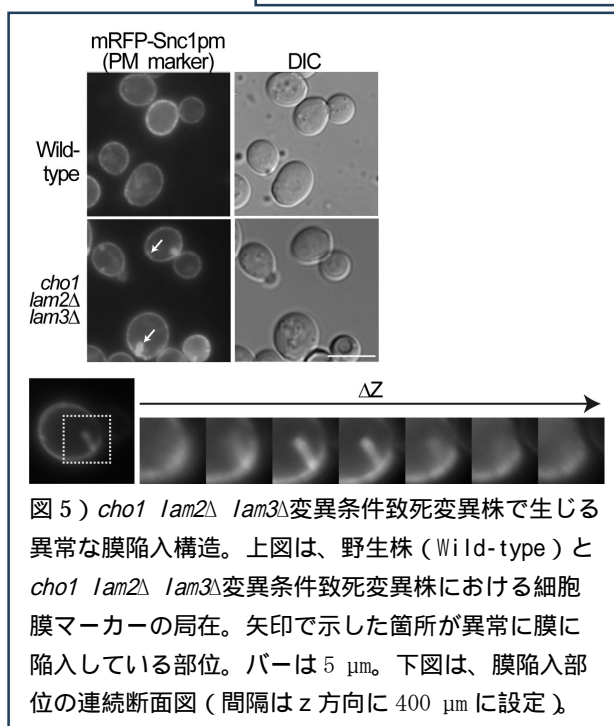 mRFP-Snc1pm
(PM marker)
DIC
Wild-
type
cho1
lam2Δ
lam3Δ
ΔZ
図 5）cho1 lam2Δ lam3Δ変異条件致死変異株で生じる
異常な膜陥入構造。上図は、野生株（Wild-type）と
cho1 lam2Δ lam3Δ変異条件致死変異株における細胞
膜マーカーの局在。矢印で示した箇所が異常に膜に
陥入している部位。バーは 5 μm。下図は、膜陥入部
位の連続断面図（間隔は z 方向に 400 μm に設定）。